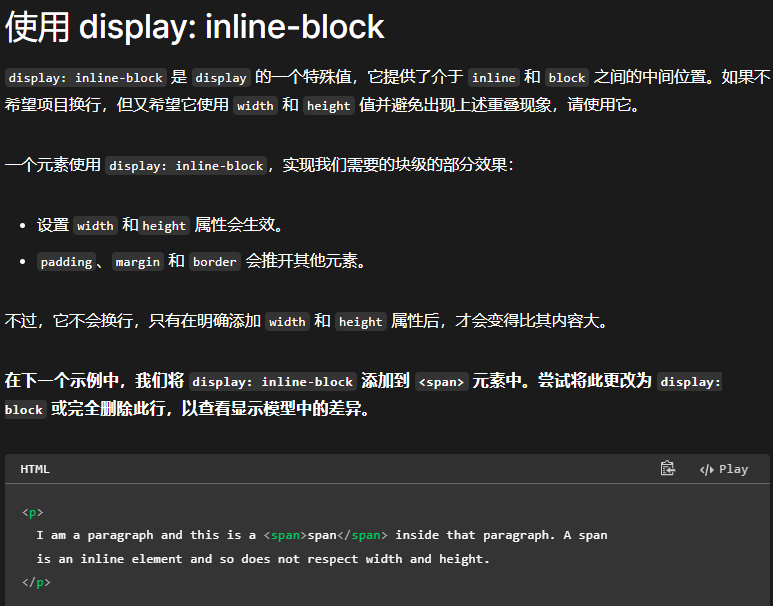 使用 display: inline-block
display: inline-block 是 display 的一个特殊值，它提供了介于 inline 和 block 之间的中间位置。如果不
希望项目换行，但又希望它使用 width 和 height 值并避免出现上述重叠现象，请使用它。
一个元素使用 display: inline-block，实现我们需要的块级的部分效果：
• 设置 width 和height 属性会生效。
• padding、margin 和 border 会推开其他元素。
不过，它不会换行，只有在明确添加 width 和 height 属性后，才会变得比其内容大。
在下一个示例中，我们将 display: inline-block 添加到 <span> 元素中。尝试将此更改为 display:
block 或完全删除此行，以查看显示模型中的差异。
HTML
</> Play
<p>
I am a paragraph and this is a <span>span</span> inside that paragraph. A span
is an inline element and so does not respect width and height.
</p>